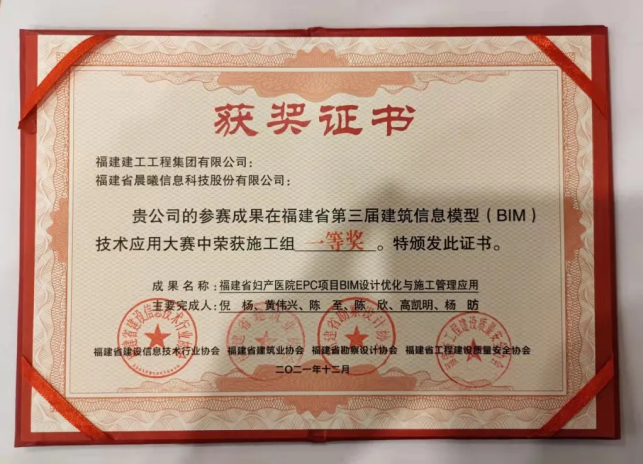 获奖证书
福建建工工程集团有限公司：
福建省晨曦信息科技股份有限公司：
贵公司的参赛成果在福建省第三届建筑信息模型（BIM）
技术应用大赛中荣获施工组一等奖。特颁发此证书。
成果名称：福建省妇产医院EPC项目BIM设计优化与施工管理应用
主要完成人：倪 杨、黄伟兴、陈 至、陈 欣、高凯明、杨 昉
福建省建设信息技术行业协会 福建省建筑业协会 福建省勘察设计协会 福建省工程建设质量安全协会
二〇二一年十二月